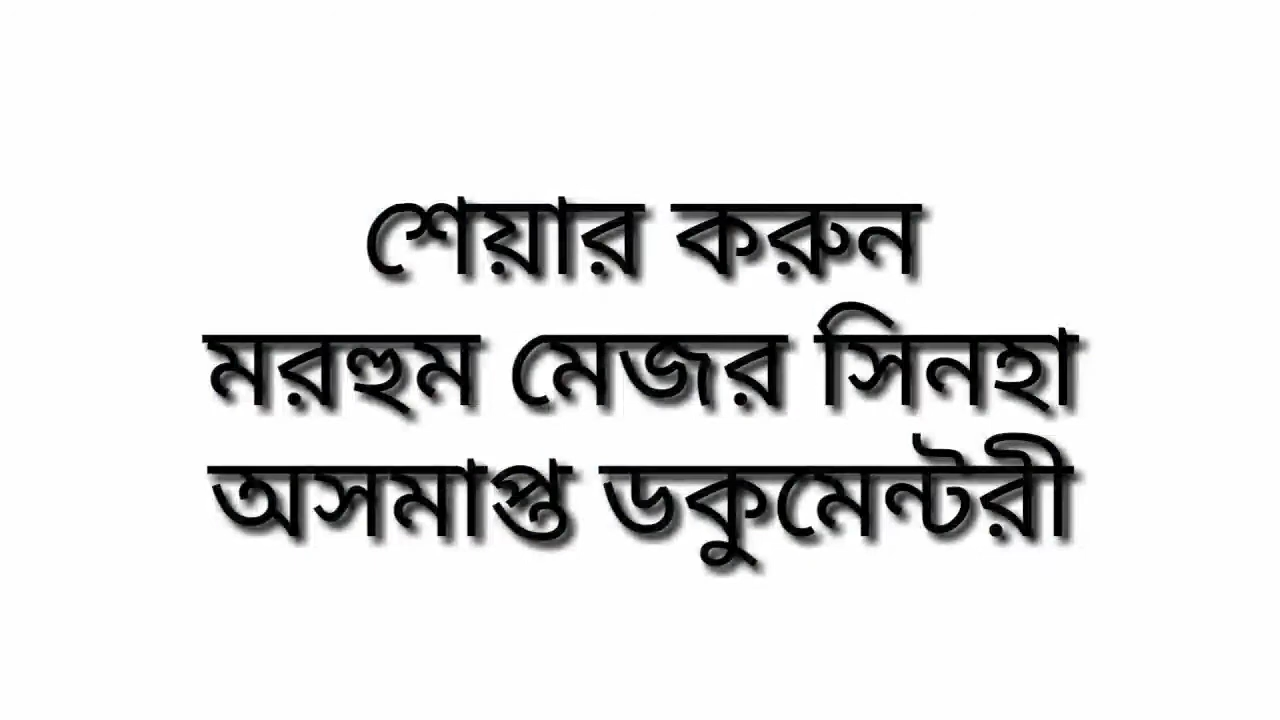 শেয়ার করুন
মরহুম মেজর সিনহা
অসমাপ্ত ডকুমেন্টরী